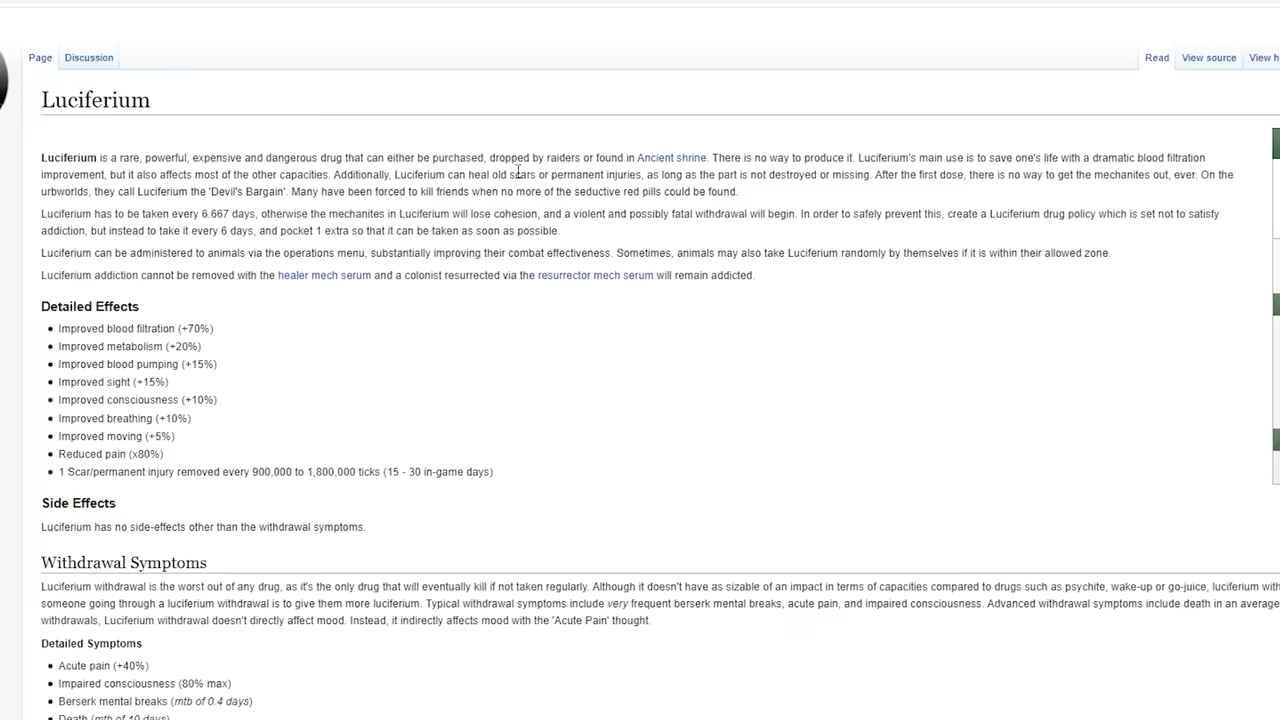 Page Discussion Read View source View h
Luciferium
Luciferium is a rare, powerful, expensive and dangerous drug that can either be purchased, dropped by raiders or found in Ancient shrine. There is no way to produce it. Luciferium's main use is to save one's life with a dramatic blood filtration
improvement, but it also affects most of the other capacities. Additionally, Luciferium can heal old scars or permanent injuries, as long as the part is not destroyed or missing. After the first dose, there is no way to get the mechanites out, ever. On the
urbworlds, they call Luciferium the 'Devil's Bargain'. Many have been forced to kill friends when no more of the seductive red pills could be found.
Luciferium has to be taken every 6.667 days, otherwise the mechanites in Luciferium will lose cohesion, and a violent and possibly fatal withdrawal will begin. In order to safely prevent this, create a Luciferium drug policy which is set not to satisfy
addiction, but instead to take it every 6 days, and pocket 1 extra so that it can be taken as soon as possible.
Luciferium can be administered to animals via the operations menu, substantially improving their combat effectiveness. Sometimes, animals may also take Luciferium randomly by themselves if it is within their allowed zone.
Luciferium addiction cannot be removed with the healer mech serum and a colonist resurrected via the resurrector mech serum will remain addicted.
Detailed Effects
• Improved blood filtration (+70%)
• Improved metabolism (+20%)
• Improved blood pumping (+15%)
• Improved sight (+15%)
• Improved consciousness (+10%)
• Improved breathing (+10%)
• Improved moving (+5%)
• Reduced pain (x80%)
• 1 Scar/permanent injury removed every 900,000 to 1,800,000 ticks (15 - 30 in-game days)
Side Effects
Luciferium has no side-effects other than the withdrawal symptoms.
Withdrawal Symptoms
Luciferium withdrawal is the worst out of any drug, as it's the only drug that will eventually kill if not taken regularly. Although it doesn't have as sizable of an impact in terms of capacities compared to drugs such as psychite, wake-up or go-juice, luciferium with
someone going through a luciferium withdrawal is to give them more luciferium. Typical withdrawal symptoms include very frequent berserk mental breaks, acute pain, and impaired consciousness. Advanced withdrawal symptoms include death in an average
withdrawals, Luciferium withdrawal doesn't directly affect mood. Instead, it indirectly affects mood with the 'Acute Pain' thought.
Detailed Symptoms
• Acute pain (+40%)
• Impaired consciousness (80% max)
• Berserk mental breaks (mtb of 0.4 days)
• Death (mtb of 10 days)